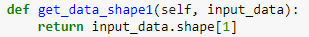 def get_data_shape1(self, input_data):
    return input_data.shape[1]